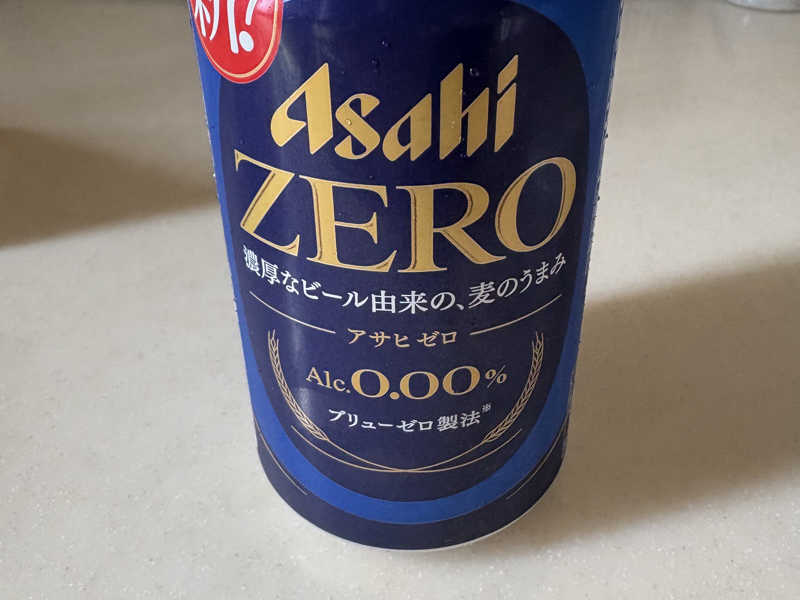 新!
Asahi
ZERO
濃厚なビール由来の、麦のうまみ
アサヒ ゼロ
Alc.0.00%
ブリューゼロ製法※